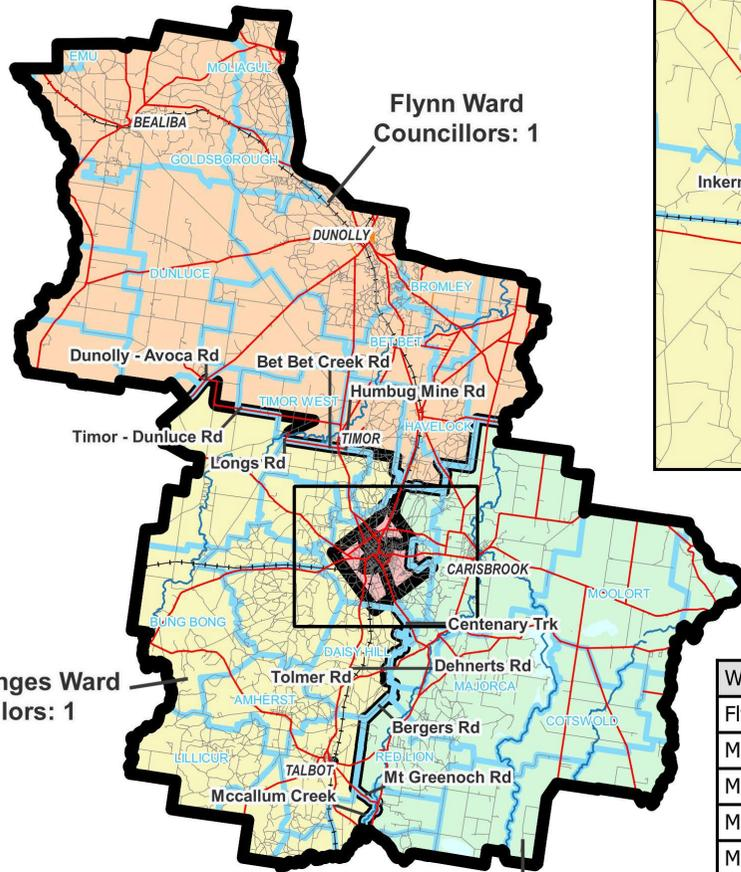 EMU
MOLIAGUL
Flynn Ward
Councillors: 1
BEALIBA
GOLDSBOROUGH
DUNOLLY
DUNLUCE
BROMLEY
BET BET
Dunolly - Avoca Rd
Bet Bet Creek Rd
Humbug Mine Rd
TIMOR WEST
HAVELOCK
Timor - Dunluce Rd
TIMOR
Longs Rd
CARISBROOK
MOOLORT
BUNG BONG
Centenary Trk
DAISY HILL
Dehnerts Rd
Tolmer Rd
MAJORCA
nges Ward
llors: 1
AMHERST
COTSWOLD
Bergers Rd
LILLICUR
RED LION
TALBOT
Mt Greenoch Rd
Mccallum Creek
Inkerm
W
Fl
M
M
M
M